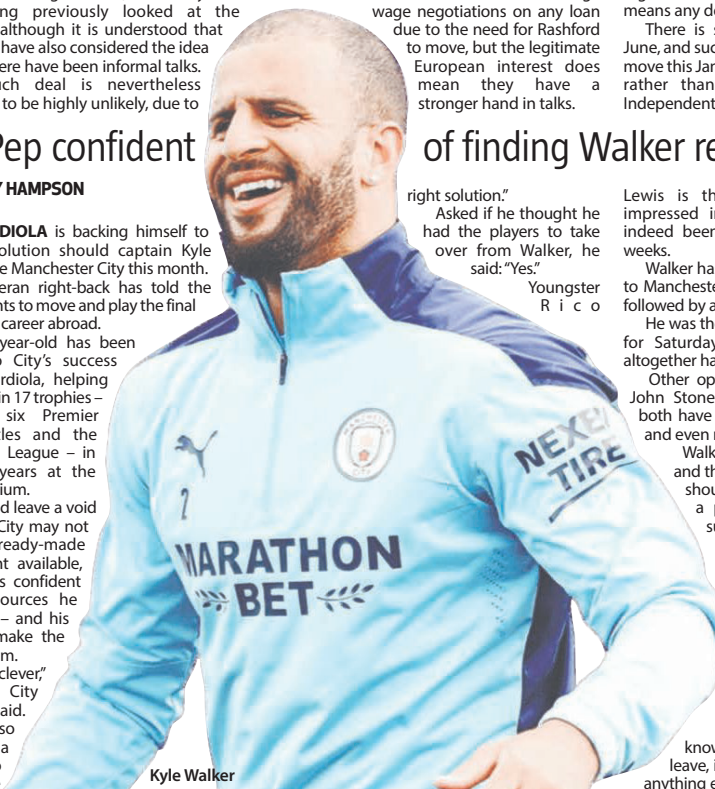 ng previously looked at the
although it is understood that
have also considered the idea
ere have been informal talks.
ch deal is nevertheless
to be highly unlikely, due to
wage negotiations on any loan
due to the need for Rashford
to move, but the legitimate
European interest does
mean they have a
stronger hand in talks.
means any d
There is s
June, and suc
move this Jar
rather than
Independent
Pep confident of finding Walker re
Y HAMPSON
DIOLA is backing himself to
olution should captain Kyle
e Manchester City this month.
eran right-back has told the
nts to move and play the final
career abroad.
year-old has been
o City's success
rdiola, helping
in 17 trophies –
six Premier
les and the
League – in
years at the
ium.
d leave a void
City may not
ready-made
nt available,
s confident
ources he
– and his
make the
m.
clever,"
City
aid.
so
a
right solution."
Asked if he thought he
had the players to take
over from Walker, he
said: "Yes."
Youngster
Rico
Lewis is th
impressed i
indeed beer
weeks.
Walker ha
to Mancheste
followed by a
He was th
for Saturday
altogether ha
Other op
John Stone
both have
and even r
Walk
and th
shou
a p
su
know
leave, i
anything e
NEXE
TIRE
MANCHESTER
CITY
2
MARATHON
BET
Kyle Walker